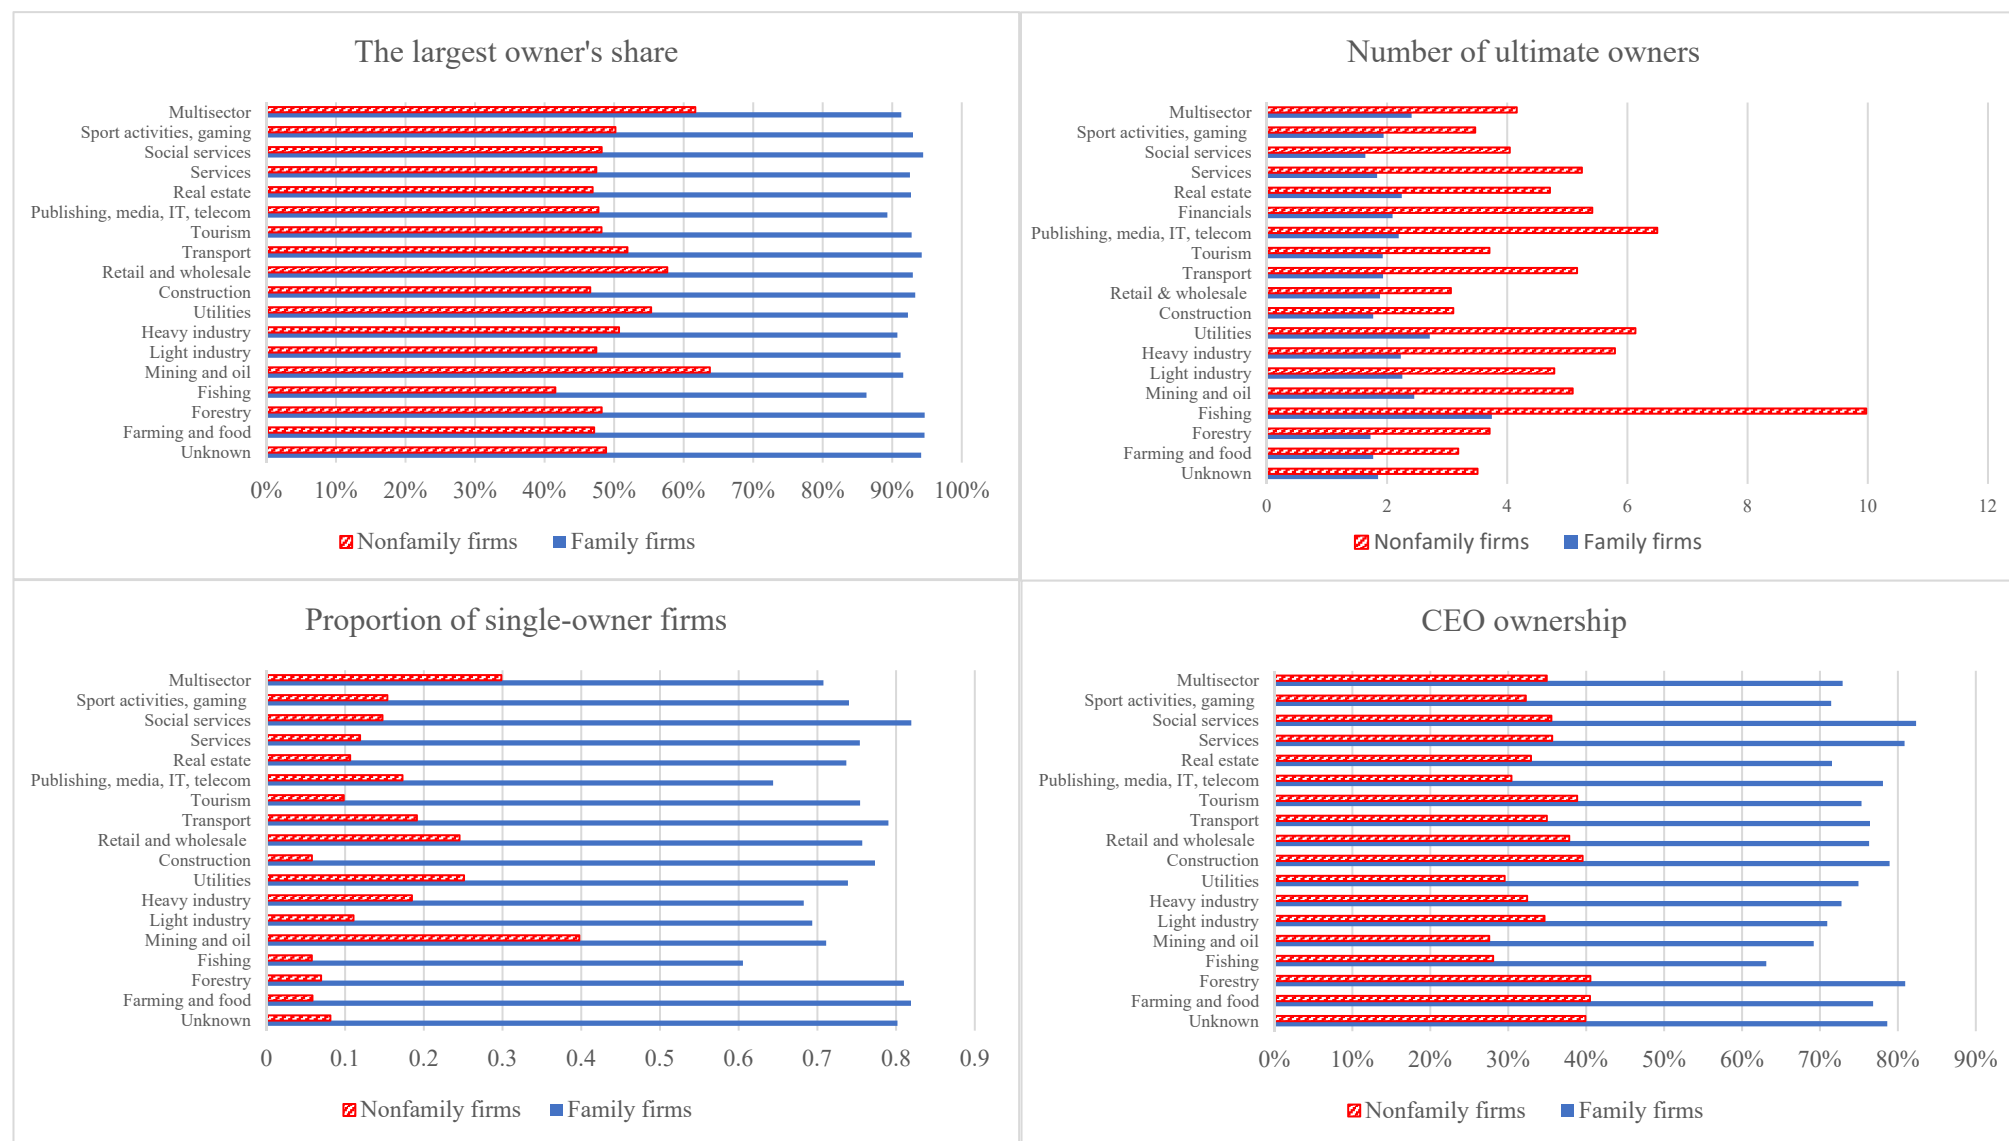 The largest owner's share
Multisector
Sport activities, gaming
Social services
Services
Real estate
Publishing, media, IT, telecom
Tourism
Transport
Retail and wholesale
Construction
Utilities
Heavy industry
Light industry
Mining and oil
Fishing
Forestry
Farming and food
Unknown
0% 10% 20% 30% 40% 50% 60% 70% 80% 90% 100%
Nonfamily firms Family firms
Number of ultimate owners
Multisector
Sport activities, gaming
Social services
Services
Real estate
Financials
Publishing, media, IT, telecom
Tourism
Transport
Retail & wholesale
Construction
Utilities
Heavy industry
Light industry
Mining and oil
Fishing
Forestry
Farming and food
Unknown
0 2 4 6 8 10 12
Nonfamily firms Family firms
Proportion of single-owner firms
Multisector
Sport activities, gaming
Social services
Services
Real estate
Publishing, media, IT, telecom
Tourism
Transport
Retail and wholesale
Construction
Utilities
Heavy industry
Light industry
Mining and oil
Fishing
Forestry
Farming and food
Unknown
0 0.1 0.2 0.3 0.4 0.5 0.6 0.7 0.8 0.9
Nonfamily firms Family firms
CEO ownership
Multisector
Sport activities, gaming
Social services
Services
Real estate
Publishing, media, IT, telecom
Tourism
Transport
Retail and wholesale
Construction
Utilities
Heavy industry
Light industry
Mining and oil
Fishing
Forestry
Farming and food
Unknown
0% 10% 20% 30% 40% 50% 60% 70% 80% 90%
Nonfamily firms Family firms